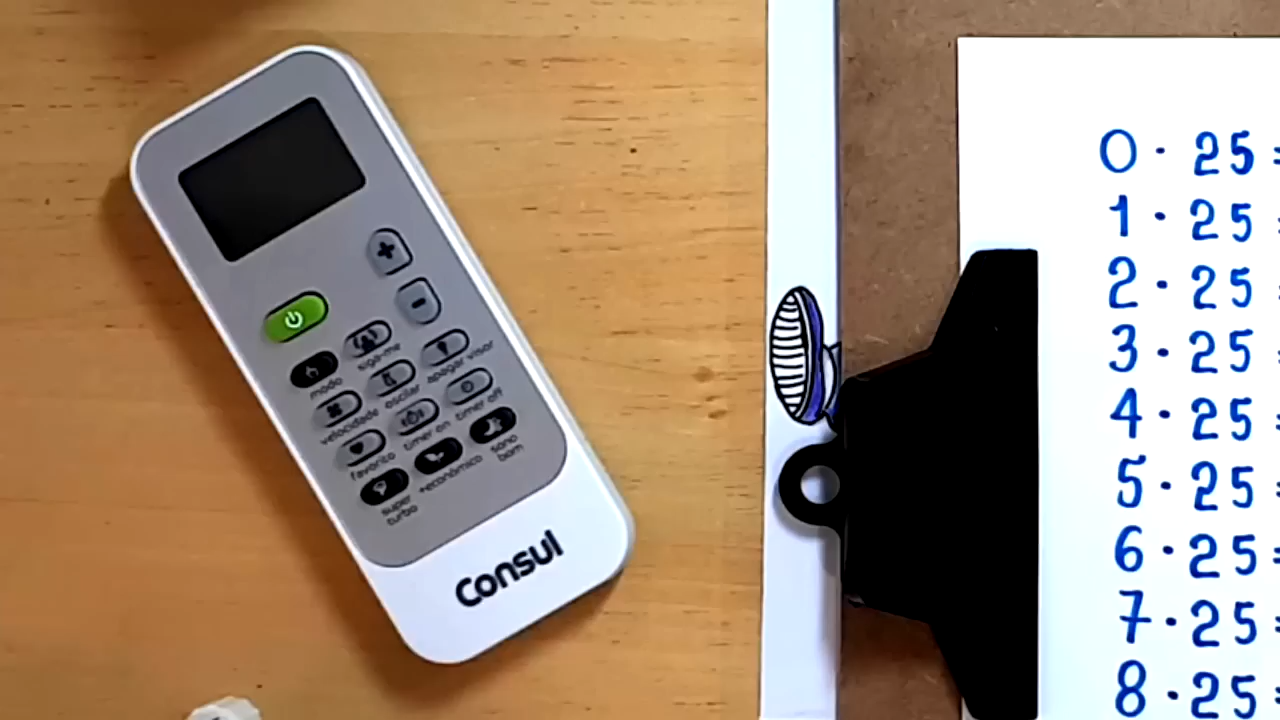 +
-
modo
siga-me
apagar visor
velocidade
oscilar
timer off
favorito
timer on
sono bom
super turbo
+econômico
Consul
0 · 25 =
1 · 25 =
2 · 25
3 · 25
4 · 25 =
5 · 25 =
6 · 25 =
7 · 25 =
8 · 25 =